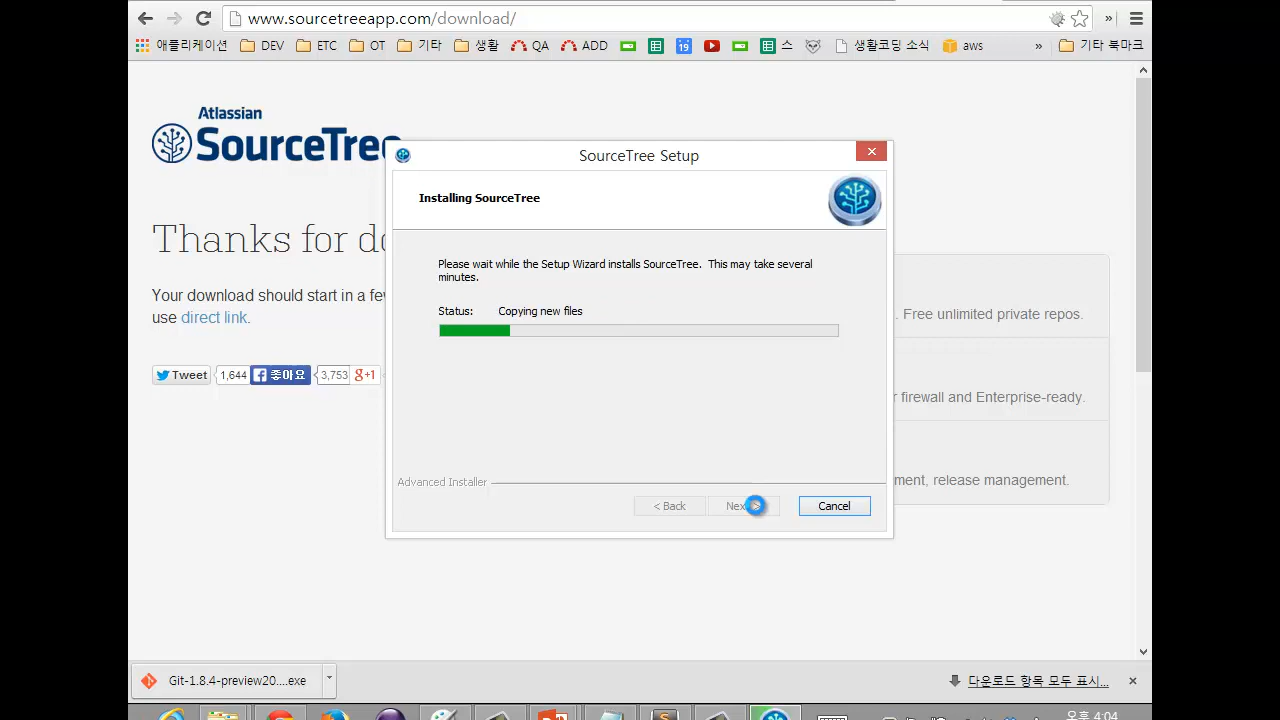 www.sourcetreeapp.com/download/
»
애플리케이션 DEV ETC OT 기타 생활 QA ADD 19 스 생활코딩 소식 aws » 기타 북마크
Atlassian
SourceTree
SourceTree Setup
Installing SourceTree
Thanks for do
Please wait while the Setup Wizard installs SourceTree. This may take several
minutes.
Your download should start in a few
use direct link.
Status: Copying new files
. Free unlimited private repos.
Tweet 1,644 좋아요 3,753 g+1
r firewall and Enterprise-ready.
ment, release management.
Advanced Installer
< Back Nex Cancel
Git-1.8.4-preview20....exe
다운로드 항목 모두 표시...
오후 4:04